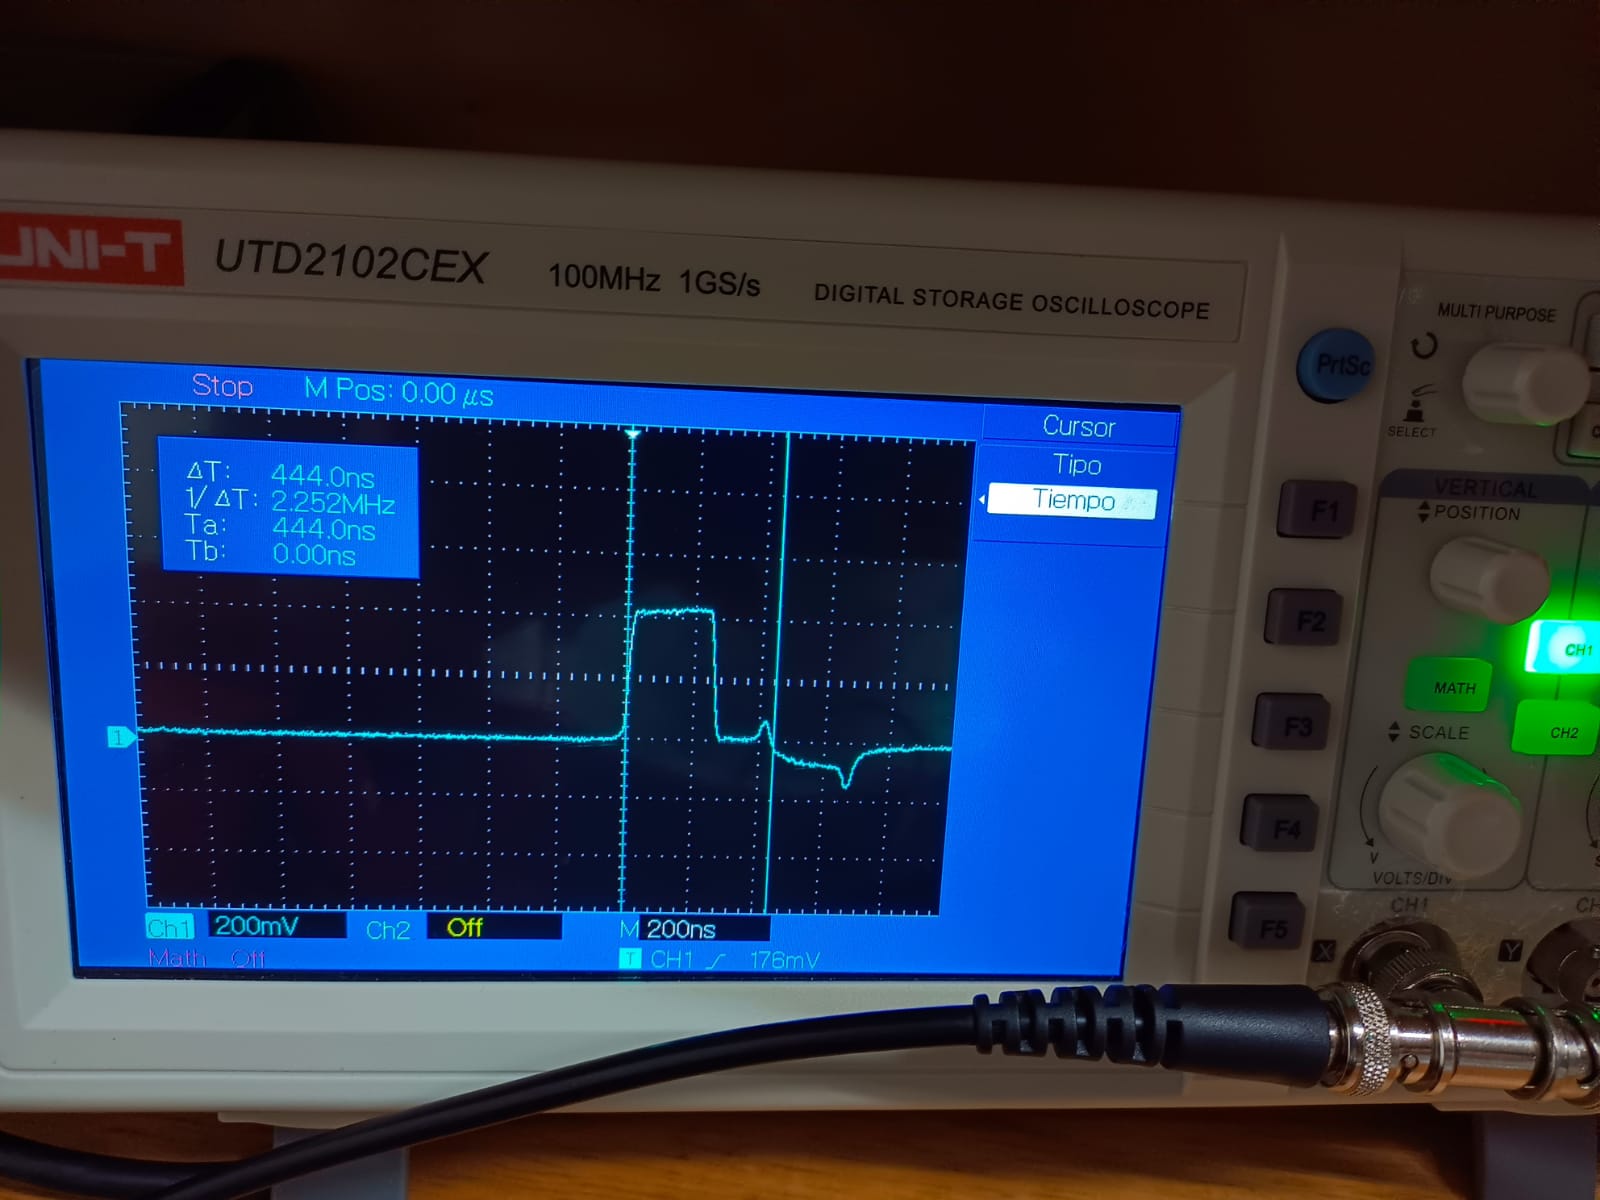 UNI-T UTD2102CEX 100MHz 1GS/s DIGITAL STORAGE OSCILLOSCOPE
Stop M Pos: 0.00 μs
ΔT: 444.0ns
1/ΔT: 2.252MHz
Ta: 444.0ns
Tb: 0.00ns
Cursor
Tipo
Tiempo
1
Ch1 200mV Ch2 Off M 200ns
Math Off T CH1 176mV
PrtSc
MULTI PURPOSE
SELECT
F1
F2
F3
F4
F5
VERTICAL
POSITION
CH1
MATH
CH2
SCALE
V
VOLTS/DIV
CH1
X
Y